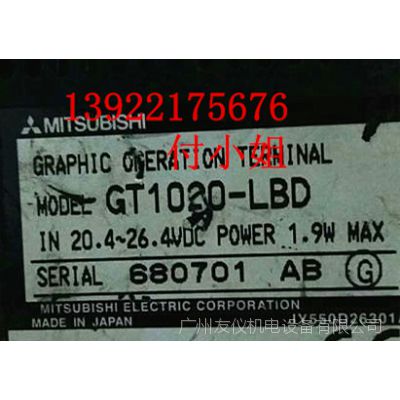 13922175676
MITSUBISHI
付小姐
GRAPHIC OPERATION TERMINAL
MODEL GT1020-LBD
IN 20.4~26.4VDC POWER 1.9W MAX
SERIAL 680701 AB G
MITSUBISHI ELECTRIC CORPORATION
MADE IN JAPAN JX550D26301
广州友仪机电设备有限公司